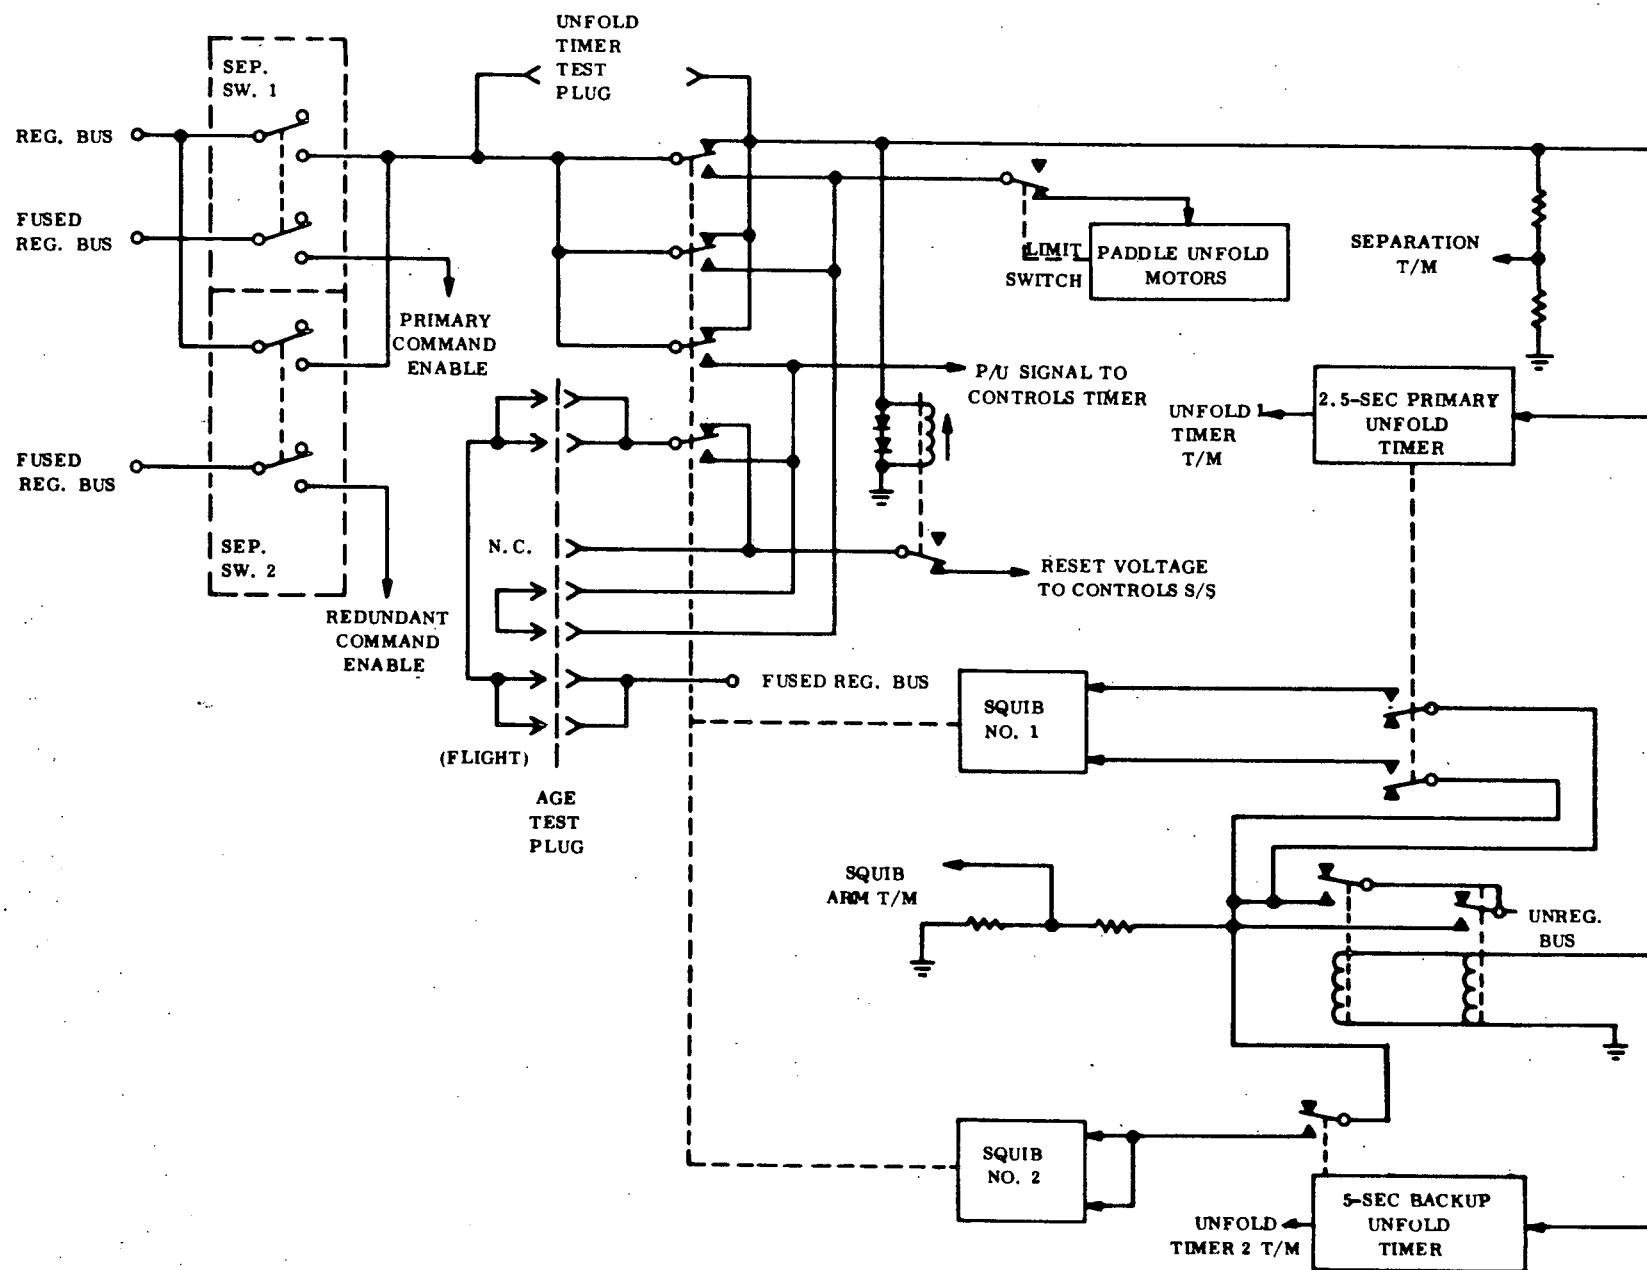 UNFOLD
TIMER
TEST
PLUG
SEP.
SW. 1
REG. BUS
FUSED
REG. BUS
PRIMARY
COMMAND
ENABLE
FUSED
REG. BUS
SEP.
SW. 2
REDUNDANT
COMMAND
ENABLE
LIMIT
SWITCH
PADDLE UNFOLD
MOTORS
SEPARATION
T/M
P/U SIGNAL TO
CONTROLS TIMER
UNFOLD 1
TIMER
T/M
2.5-SEC PRIMARY
UNFOLD
TIMER
N. C.
RESET VOLTAGE
TO CONTROLS S/S
FUSED REG. BUS
(FLIGHT)
AGE
TEST
PLUG
SQUIB
NO. 1
SQUIB
ARM T/M
UNREG.
BUS
SQUIB
NO. 2
UNFOLD
TIMER 2 T/M
5-SEC BACKUP
UNFOLD
TIMER